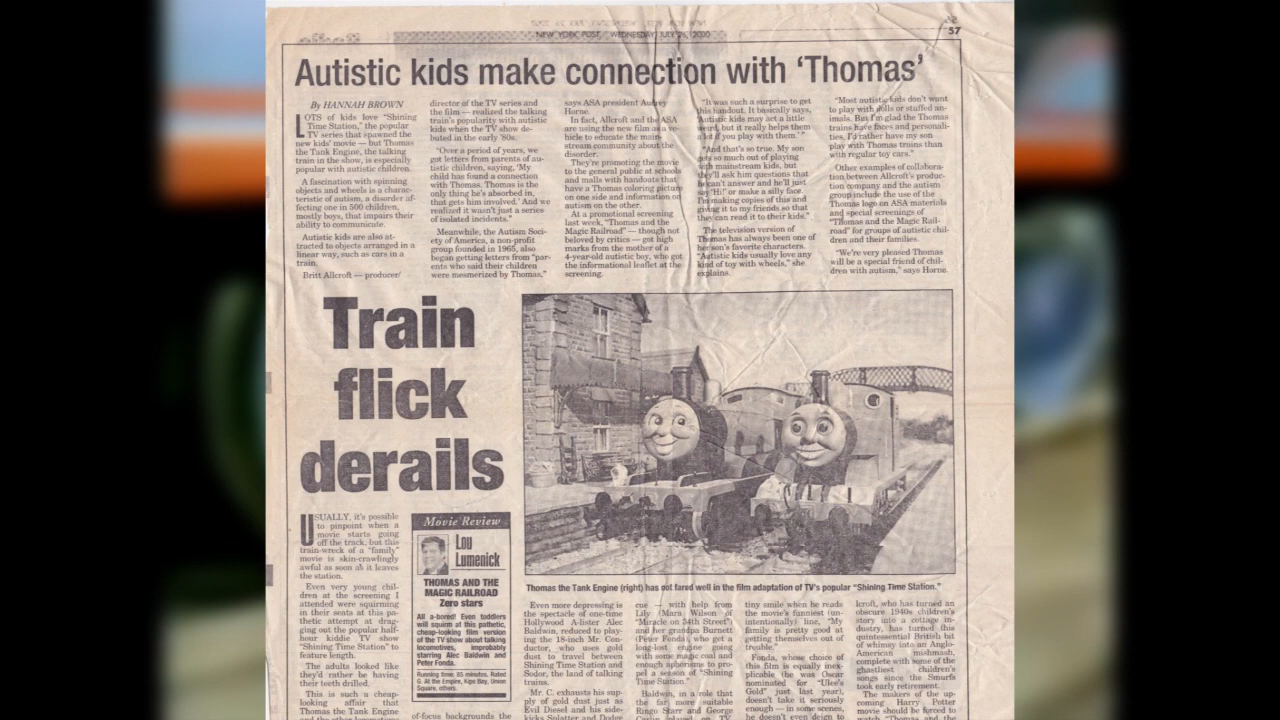 NEW YORK POST, WEDNESDAY, JULY 26, 2000
57
Autistic kids make connection with ‘Thomas’
By HANNAH BROWN
LOTS of kids love “Shining
Time Station,” the popular
TV series that spawned the
new kids’ movie — but Thomas
the Tank Engine, the talking
train in the show, is especially
popular with autistic children.
A fascination with spinning
objects and wheels is a charac-
teristic of autism, a disorder af-
fecting one in 500 children,
mostly boys, that impairs their
ability to communicate.
Autistic kids are also at-
tracted to objects arranged in a
linear way, such as cars in a
train.
Britt Allcroft — producer/
director of the TV series and
the film — realized the talking
train’s popularity with autistic
kids when the TV show de-
buted in the early ’80s.
“Over a period of years, we
got letters from parents of au-
tistic children, saying, ‘My
child has found a connection
with Thomas. Thomas is the
only thing he’s absorbed in,
that gets him involved.’ And we
realized it wasn’t just a series
of isolated incidents.”
Meanwhile, the Autism Soci-
ety of America, a non-profit
group founded in 1965, also
began getting letters from “par-
ents who said their children
were mesmerized by Thomas,”
says ASA president Audrey
Horne.
In fact, Allcroft and the ASA
are using the new film as a ve-
hicle to educate the main-
stream community about the
disorder.
They’re promoting the movie
to the general public at schools
and malls with handouts that
have a Thomas coloring picture
on one side and information on
autism on the other.
At a promotional screening
last week, “Thomas and the
Magic Railroad” — though not
beloved by critics — got high
marks from the mother of a
4-year-old autistic boy, who got
the informational leaflet at the
screening.
“It was such a surprise to get
this handout. It basically says,
‘Autistic kids may act a little
weird, but it really helps them
a lot if you play with them.’ ”
“And that’s so true. My son
gets so much out of playing
with mainstream kids, but
they’ll ask him questions that
he can’t answer and he’ll just
say ‘Hi!’ or make a silly face.
I’m making copies of this and
giving it to my friends so that
they can read it to their kids.”
The television version of
Thomas has always been one of
her son’s favorite characters.
“Autistic kids usually love any
kind of toy with wheels,” she
explains.
“Most autistic kids don’t want
to play with dolls or stuffed an-
imals. But I’m glad the Thomas
trains have faces and personali-
ties, I’d rather have my son
play with Thomas trains than
with regular toy cars.”
Other examples of collabora-
tion between Allcroft’s produc-
tion company and the autism
group include the use of the
Thomas logo on ASA materials
and special screenings of
“Thomas and the Magic Rail-
road” for groups of autistic chil-
dren and their families.
“We’re very pleased Thomas
will be a special friend of chil-
dren with autism,” says Horne.
Train
flick
derails
USUALLY, it’s possible
to pinpoint when a
movie starts going
off the track, but this
train-wreck of a “family”
movie is skin-crawlingly
awful as soon as it leaves
the station.
Even very young chil-
dren at the screening I
attended were squirming
in their seats at this pa-
thetic attempt at drag-
ging out the popular half-
hour kiddie TV show
“Shining Time Station” to
feature length.
The adults looked like
they’d rather be having
their teeth drilled.
This is such a cheap-
looking affair that
Thomas the Tank Engine
and the other locomotives
Movie Review
Lou
Lumenick
THOMAS AND THE
MAGIC RAILROAD
Zero stars
All a-bored! Even toddlers
will squirm at this pathetic,
cheap-looking film version
of the TV show about talking
locomotives, improbably
starring Alec Baldwin and
Peter Fonda.
Running time: 85 minutes. Rated
G. At the Empire, Kips Bay, Union
Square, others.
of-focus backgrounds the
Thomas the Tank Engine (right) has not fared well in the film adaptation of TV’s popular “Shining Time Station.”
Even more depressing is
the spectacle of one-time
Hollywood A-lister Alec
Baldwin, reduced to play-
ing the 18-inch Mr. Con-
ductor, who uses gold
dust to travel between
Shining Time Station and
Sodor, the land of talking
trains.
Mr. C. exhausts his sup-
ply of gold dust just as
Evil Diesel and his side-
kicks Splatter and Dodge
cue — with help from
Lily (Mara Wilson of
“Miracle on 34th Street”)
and her grandpa Burnett
(Peter Fonda), who get a
long-lost engine going
with some magic coal and
enough aphorisms to pro-
pel a season of “Shining
Time Station.”
Baldwin, in a role that
the far more suitable
Ringo Starr and George
Carlin played on TV,
tiny smile when he reads
the movie’s funniest (un-
intentionally) line, “My
family is pretty good at
getting themselves out of
trouble.”
Fonda, whose choice of
this film is equally inex-
plicable (he was Oscar
nominated for “Ulee’s
Gold” just last year),
doesn’t take it seriously
enough — in some scenes,
he doesn’t even deign to
lcroft, who has turned an
obscure 1940s children’s
story into a cottage in-
dustry, has turned this
quintessential British bit
of whimsy into an Anglo-
American mishmash,
complete with some of the
ghastliest children’s
songs since the Smurfs
took early retirement.
The makers of the up-
coming Harry Potter
movie should be forced to
watch “Thomas and the